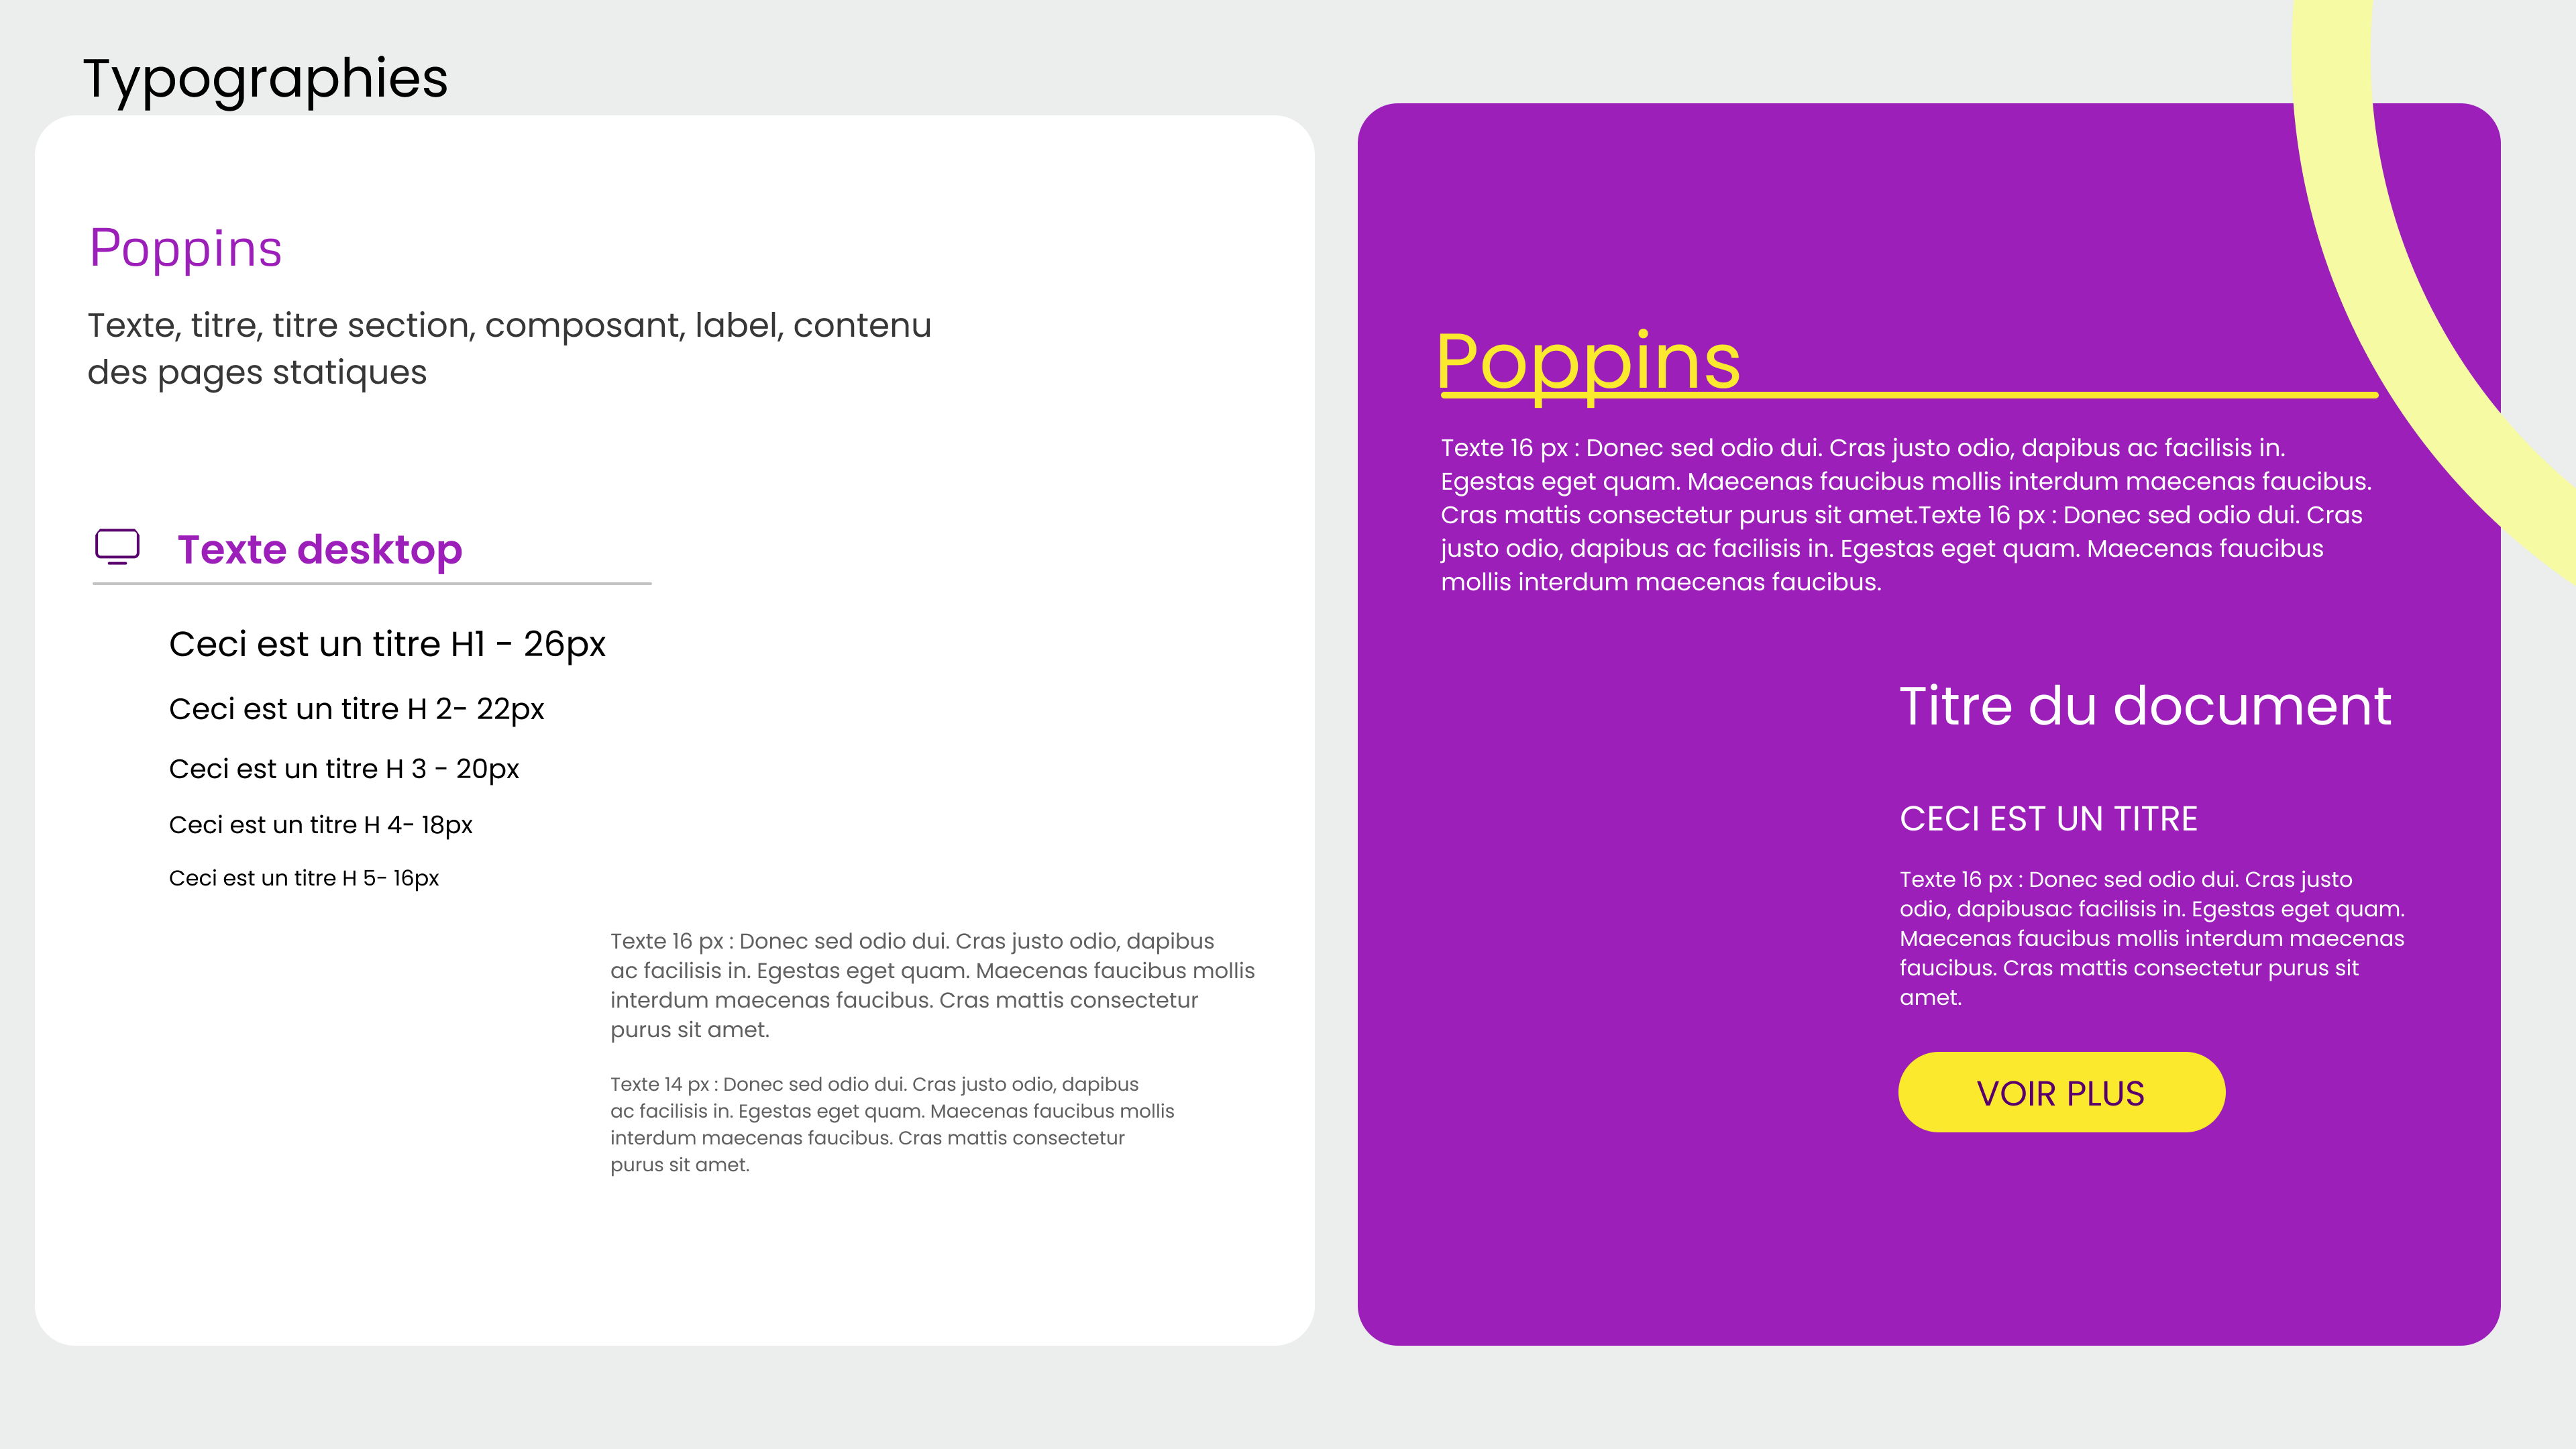 Typographies
Poppins
Texte, titre, titre section, composant, label, contenu
des pages statiques
Texte desktop
Ceci est un titre H1 - 26px
Ceci est un titre H 2- 22px
Ceci est un titre H 3 - 20px
Ceci est un titre H 4- 18px
Ceci est un titre H 5- 16px
Texte 16 px : Donec sed odio dui. Cras justo odio, dapibus
ac facilisis in. Egestas eget quam. Maecenas faucibus mollis
interdum maecenas faucibus. Cras mattis consectetur
purus sit amet.
Texte 14 px : Donec sed odio dui. Cras justo odio, dapibus
ac facilisis in. Egestas eget quam. Maecenas faucibus mollis
interdum maecenas faucibus. Cras mattis consectetur
purus sit amet.
Poppins
Texte 16 px : Donec sed odio dui. Cras justo odio, dapibus ac facilisis in.
Egestas eget quam. Maecenas faucibus mollis interdum maecenas faucibus.
Cras mattis consectetur purus sit amet.Texte 16 px : Donec sed odio dui. Cras
justo odio, dapibus ac facilisis in. Egestas eget quam. Maecenas faucibus
mollis interdum maecenas faucibus.
Titre du document
CECI EST UN TITRE
Texte 16 px : Donec sed odio dui. Cras justo
odio, dapibusac facilisis in. Egestas eget quam.
Maecenas faucibus mollis interdum maecenas
faucibus. Cras mattis consectetur purus sit
amet.
VOIR PLUS